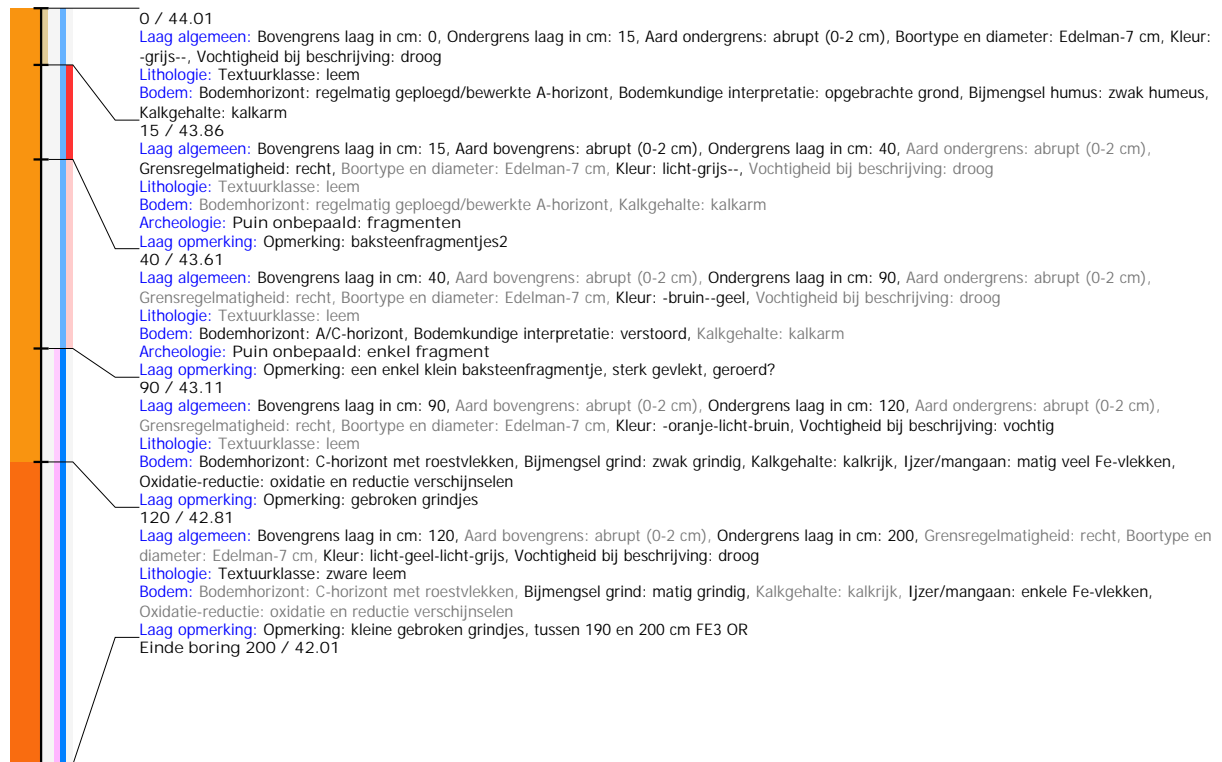 0 / 44.01
Laag algemeen: Bovengrens laag in cm: 0, Ondergrens laag in cm: 15, Aard ondergrens: abrupt (0-2 cm), Boortype en diameter: Edelman-7 cm, Kleur:
-grijs--, Vochtigheid bij beschrijving: droog
Lithologie: Textuurklasse: leem
Bodem: Bodemhorizont: regelmatig geploegd/bewerkte A-horizont, Bodemkundige interpretatie: opgebrachte grond, Bijmengsel humus: zwak humeus,
Kalkgehalte: kalkarm
15 / 43.86
Laag algemeen: Bovengrens laag in cm: 15, Aard bovengrens: abrupt (0-2 cm), Ondergrens laag in cm: 40, Aard ondergrens: abrupt (0-2 cm),
Grensregelmatigheid: recht, Boortype en diameter: Edelman-7 cm, Kleur: licht-grijs--, Vochtigheid bij beschrijving: droog
Lithologie: Textuurklasse: leem
Bodem: Bodemhorizont: regelmatig geploegd/bewerkte A-horizont, Kalkgehalte: kalkarm
Archeologie: Puin onbepaald: fragmenten
Laag opmerking: Opmerking: baksteenfragmentjes2
40 / 43.61
Laag algemeen: Bovengrens laag in cm: 40, Aard bovengrens: abrupt (0-2 cm), Ondergrens laag in cm: 90, Aard ondergrens: abrupt (0-2 cm),
Grensregelmatigheid: recht, Boortype en diameter: Edelman-7 cm, Kleur: -bruin--geel, Vochtigheid bij beschrijving: droog
Lithologie: Textuurklasse: leem
Bodem: Bodemhorizont: A/C-horizont, Bodemkundige interpretatie: verstoord, Kalkgehalte: kalkarm
Archeologie: Puin onbepaald: enkel fragment
Laag opmerking: Opmerking: een enkel klein baksteenfragmentje, sterk gevlekt, geroerd?
90 / 43.11
Laag algemeen: Bovengrens laag in cm: 90, Aard bovengrens: abrupt (0-2 cm), Ondergrens laag in cm: 120, Aard ondergrens: abrupt (0-2 cm),
Grensregelmatigheid: recht, Boortype en diameter: Edelman-7 cm, Kleur: -oranje-licht-bruin, Vochtigheid bij beschrijving: vochtig
Lithologie: Textuurklasse: leem
Bodem: Bodemhorizont: C-horizont met roestvlekken, Bijmengsel grind: zwak grindig, Kalkgehalte: kalkrijk, Ijzer/mangaan: matig veel Fe-vlekken,
Oxidatie-reductie: oxidatie en reductie verschijnselen
Laag opmerking: Opmerking: gebroken grindjes
120 / 42.81
Laag algemeen: Bovengrens laag in cm: 120, Aard bovengrens: abrupt (0-2 cm), Ondergrens laag in cm: 200, Grensregelmatigheid: recht, Boortype en
diameter: Edelman-7 cm, Kleur: licht-geel-licht-grijs, Vochtigheid bij beschrijving: droog
Lithologie: Textuurklasse: zware leem
Bodem: Bodemhorizont: C-horizont met roestvlekken, Bijmengsel grind: matig grindig, Kalkgehalte: kalkrijk, Ijzer/mangaan: enkele Fe-vlekken,
Oxidatie-reductie: oxidatie en reductie verschijnselen
Laag opmerking: Opmerking: kleine gebroken grindjes, tussen 190 en 200 cm FE3 OR
Einde boring 200 / 42.01